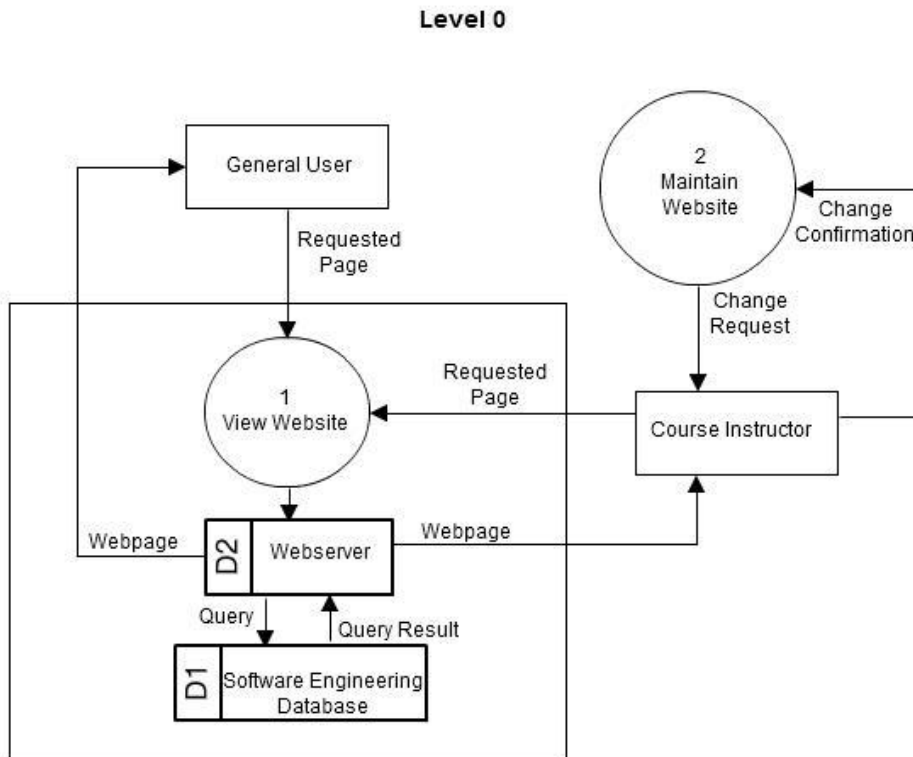 Level 0
General User
2
Maintain
Website
Change
Confirmation
Requested
Page
Change
Request
1
View Website
Requested
Page
Course Instructor
Webpage
D2
Webserver
Webpage
Query
Query Result
D1
Software Engineering
Database